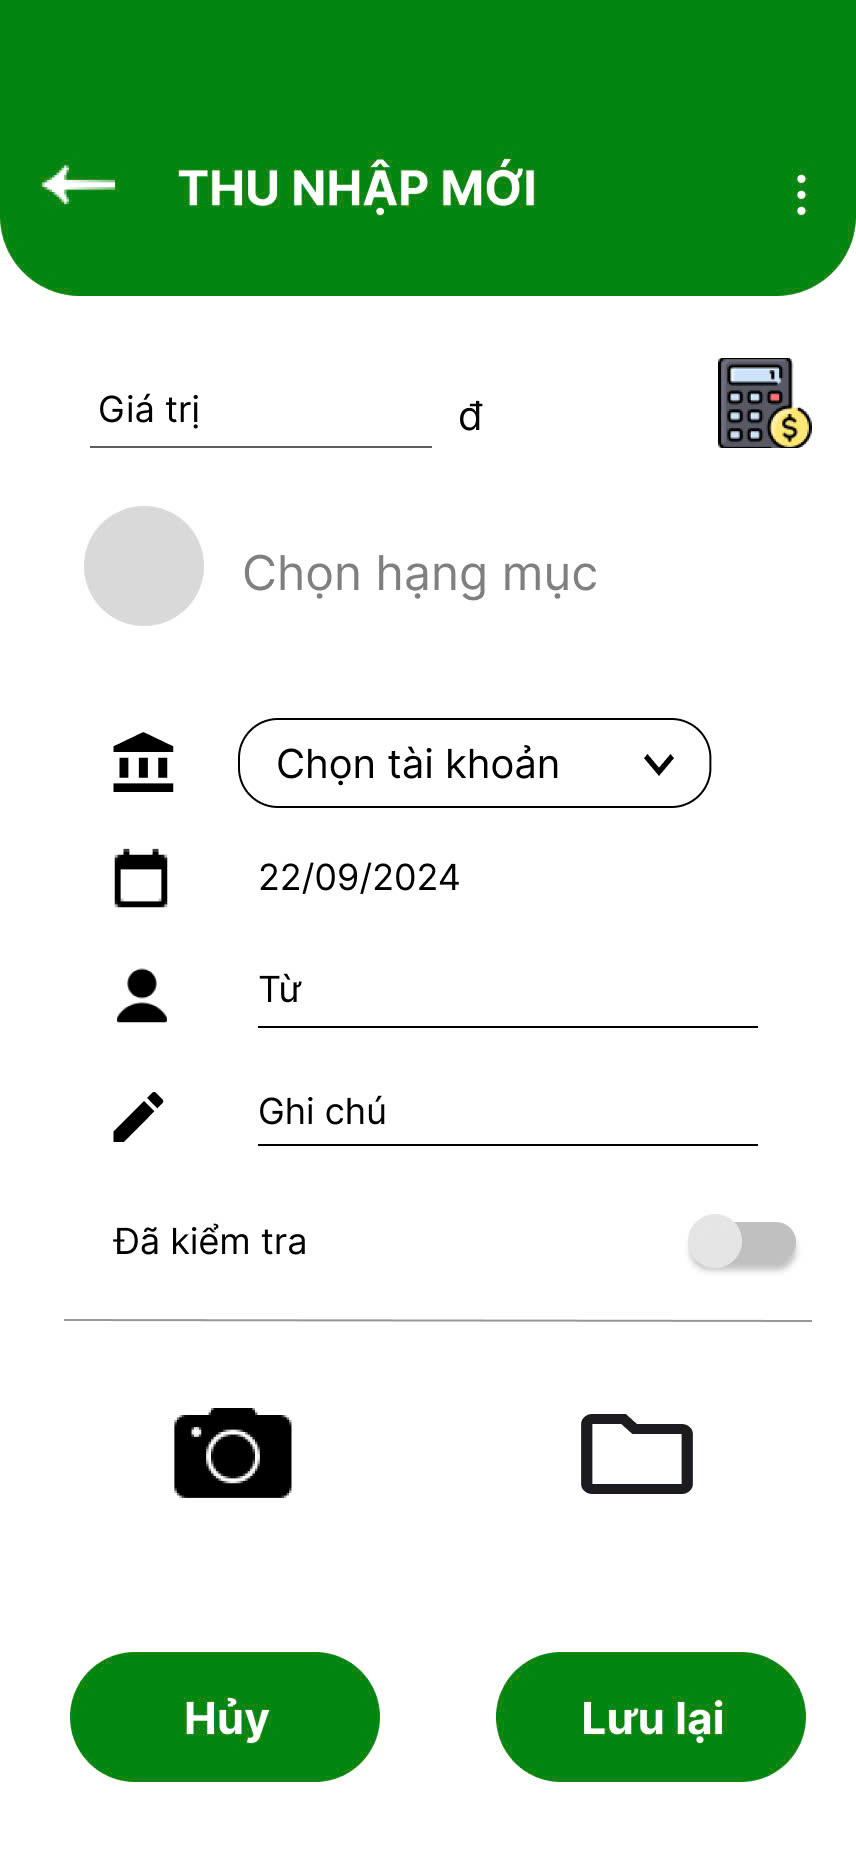 THU NHẬP MỚI
Giá trị
đ
1
$
Chọn hạng mục
Chọn tài khoản
22/09/2024
Từ
Ghi chú
Đã kiểm tra
Hủy
Lưu lại